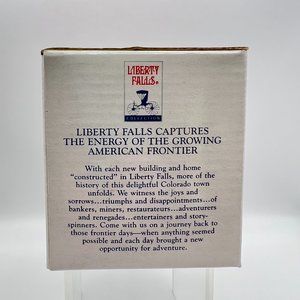 LIBERTY
FALLS®
COLLECTION
LIBERTY FALLS CAPTURES
THE ENERGY OF THE GROWING
AMERICAN FRONTIER
With each new building and home
"constructed" in Liberty Falls, more of the
history of this delightful Colorado town
unfolds. We witness the joys and
sorrows...triumphs and disappointments...of
bankers, miners, restaurateurs...adventurers
and renegades...entertainers and story-
spinners. Come with us on a journey back to
those frontier days—when anything seemed
possible and each day brought a new
opportunity for adventure.